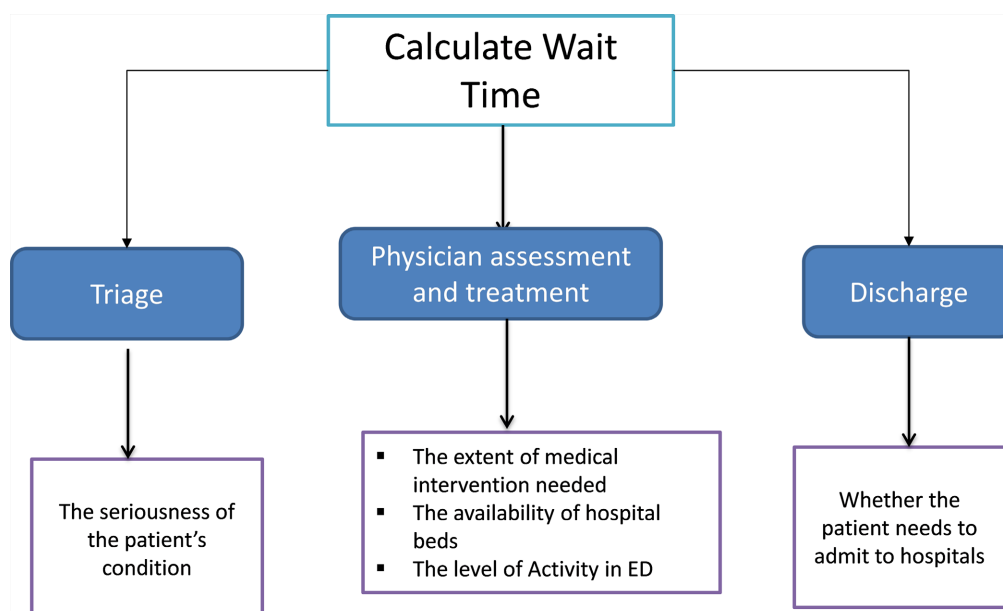 Calculate Wait
Time
Triage
Physician assessment
and treatment
Discharge
The seriousness of
the patient’s
condition
▪ The extent of medical
intervention needed
▪ The availability of hospital
beds
▪ The level of Activity in ED
Whether the
patient needs to
admit to hospitals